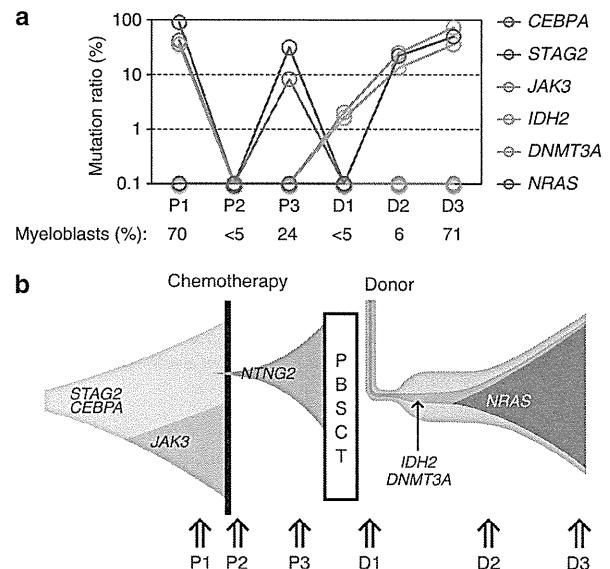 a
Mutation ratio (%)
100
10
1
0.1
P1 P2 P3 D1 D2 D3
Myeloblasts (%): 70 <5 24 <5 6 71
CEBPA
STAG2
JAK3
IDH2
DNMT3A
NRAS
b
Chemotherapy Donor
STAG2
CEBPA
JAK3
NTNG2
PBSCT
IDH2
DNMT3A
NRAS
P1 P2 P3 D1 D2 D3